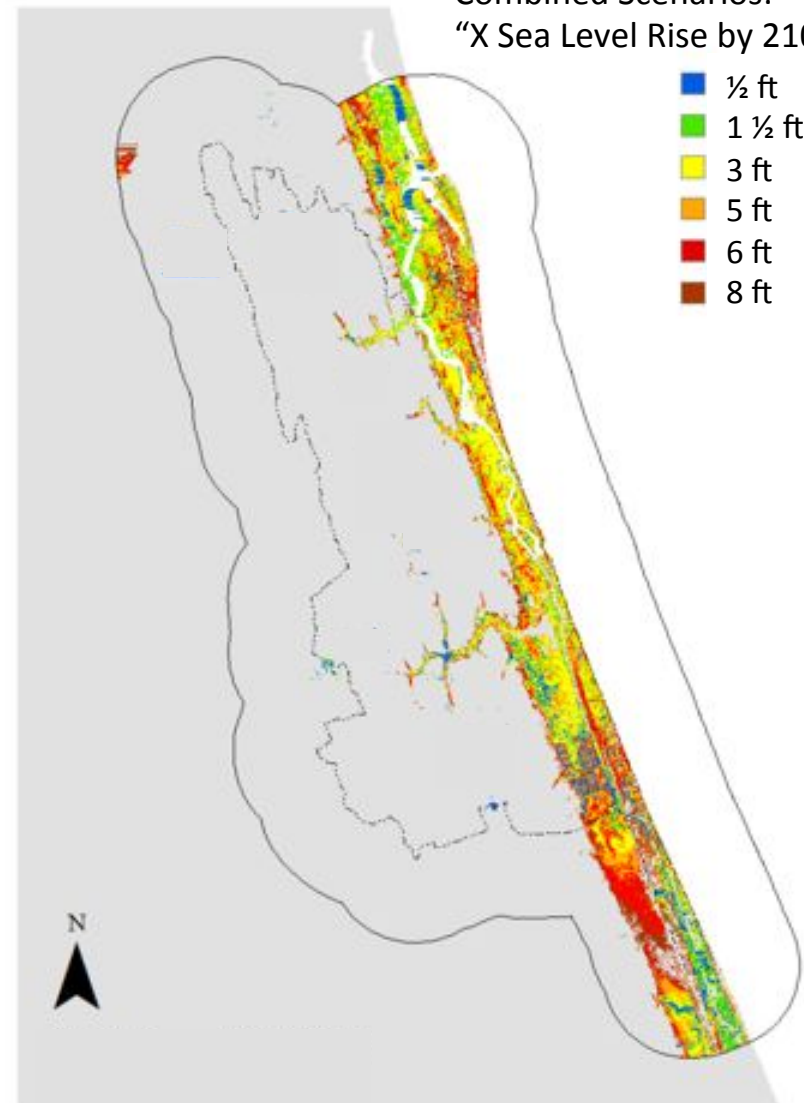 Combined Scenarios:
“X Sea Level Rise by 210
½ ft
1 ½ ft
3 ft
5 ft
6 ft
8 ft
N